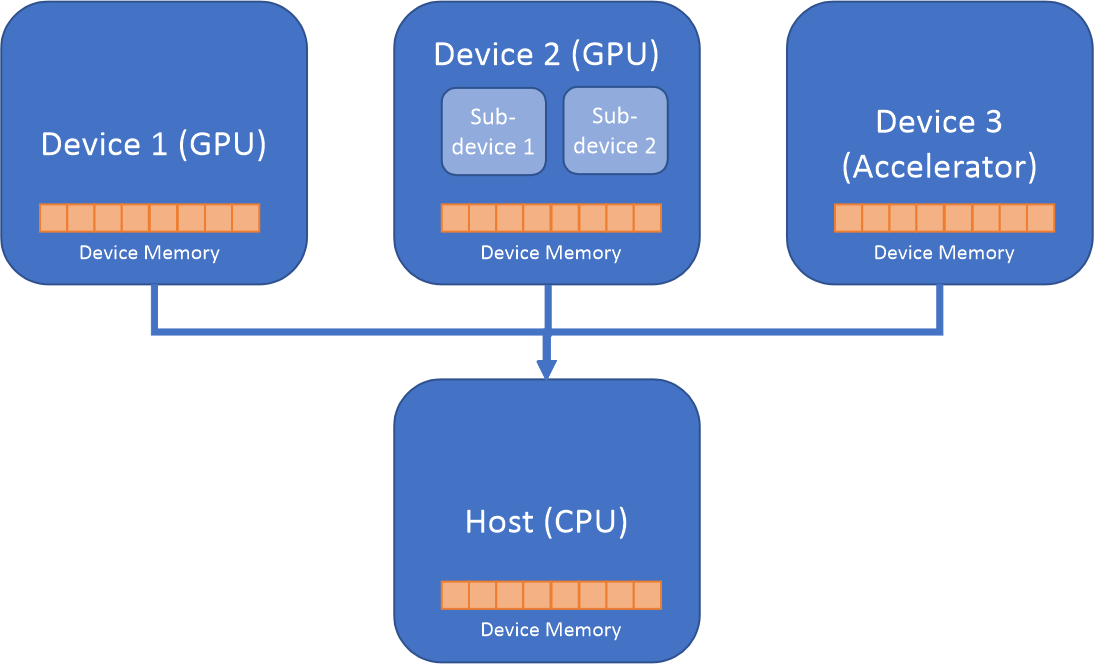 Device 1 (GPU)
Device Memory
Device 2 (GPU)
Sub-
device 1
Sub-
device 2
Device Memory
Device 3
(Accelerator)
Device Memory
Host (CPU)
Device Memory